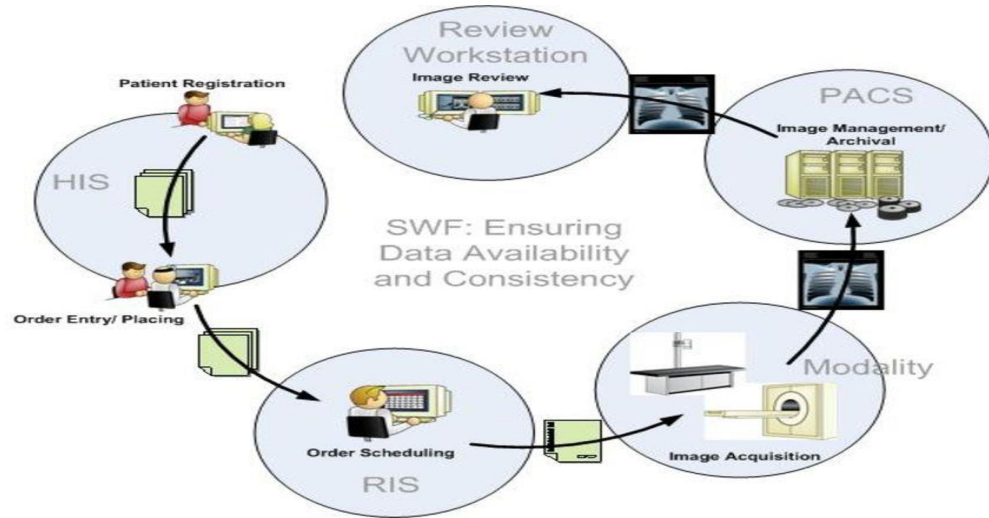 Review
Workstation
Image Review
Patient Registration
PACS
Image Management/
Archival
HIS
SWF: Ensuring
Data Availability
and Consistency
Order Entry/ Placing
Modality
Order Scheduling
Image Acquisition
RIS